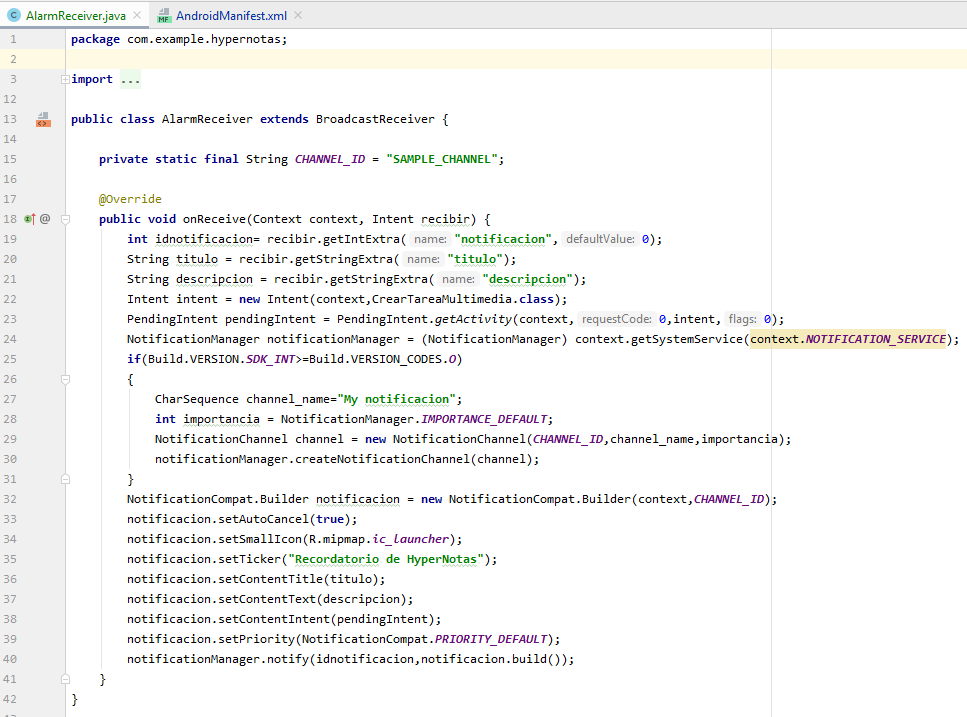 AlarmReceiver.java
AndroidManifest.xml
1 package com.example.hypernotas;
2
3 import ...
12
13 public class AlarmReceiver extends BroadcastReceiver {
14
15 private static final String CHANNEL_ID = "SAMPLE_CHANNEL";
16
17 @Override
18 public void onReceive(Context context, Intent recibir) {
19 int idnotificacion= recibir.getIntExtra( name: "notificacion", defaultValue: 0);
20 String titulo = recibir.getStringExtra( name: "titulo");
21 String descripcion = recibir.getStringExtra( name: "descripcion");
22 Intent intent = new Intent(context,CrearTareaMultimedia.class);
23 PendingIntent pendingIntent = PendingIntent.getActivity(context, requestCode: 0,intent, flags: 0);
24 NotificationManager notificationManager = (NotificationManager) context.getSystemService(context.NOTIFICATION_SERVICE);
25 if(Build.VERSION.SDK_INT>=Build.VERSION_CODES.O)
26 {
27 CharSequence channel_name="My notificacion";
28 int importancia = NotificationManager.IMPORTANCE_DEFAULT;
29 NotificationChannel channel = new NotificationChannel(CHANNEL_ID,channel_name,importancia);
30 notificationManager.createNotificationChannel(channel);
31 }
32 NotificationCompat.Builder notificacion = new NotificationCompat.Builder(context,CHANNEL_ID);
33 notificacion.setAutoCancel(true);
34 notificacion.setSmallIcon(R.mipmap.ic_launcher);
35 notificacion.setTicker("Recordatorio de HyperNotas");
36 notificacion.setContentTitle(titulo);
37 notificacion.setContentText(descripcion);
38 notificacion.setContentIntent(pendingIntent);
39 notificacion.setPriority(NotificationCompat.PRIORITY_DEFAULT);
40 notificationManager.notify(idnotificacion,notificacion.build());
41 }
42 }